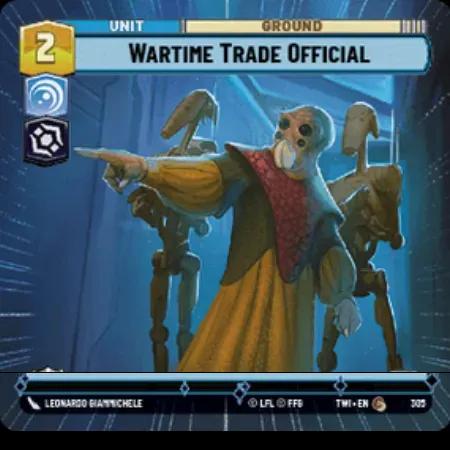 UNIT GROUND
2 WARTIME TRADE OFFICIAL
LEONARDO GIAMMICHELE LFL FFG TWI • EN 305